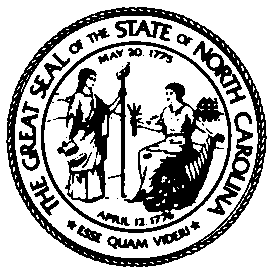 THE GREAT SEAL OF THE STATE OF NORTH CAROLINA
MAY 20, 1775
APRIL 12 1776
★ ESSE QUAM VIDERI ★